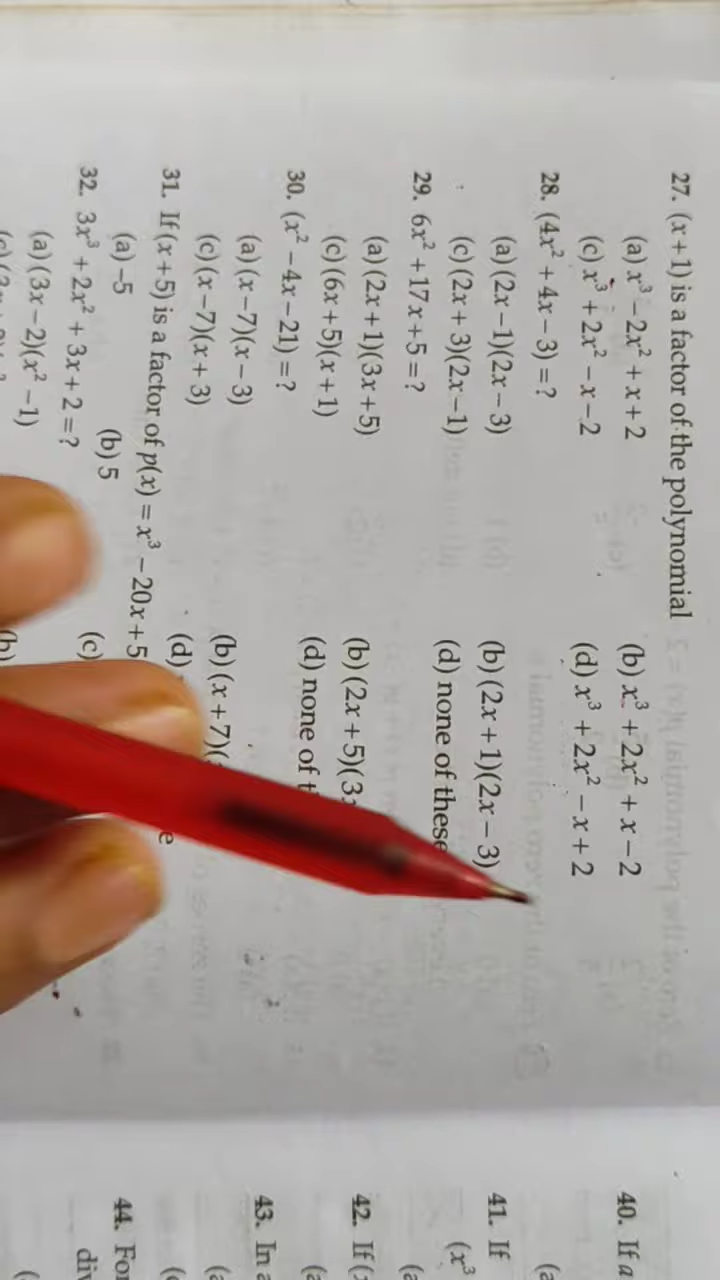 27. (x+1) is a factor of the polynomial
(a) x³ − 2x² + x + 2 (b) x³ + 2x² + x − 2
(c) x³ + 2x² − x − 2 (d) x³ + 2x² − x + 2
28. (4x² + 4x − 3) = ?
(a) (2x − 1)(2x − 3) (b) (2x + 1)(2x − 3)
(c) (2x + 3)(2x − 1) (d) none of these
29. 6x² + 17x + 5 = ?
(a) (2x + 1)(3x + 5) (b) (2x + 5)(3x
(c) (6x + 5)(x + 1) (d) none of
30. (x² − 4x − 21) = ?
(a) (x − 7)(x − 3) (b) (x + 7)(
(c) (x − 7)(x + 3) (d)
31. If (x + 5) is a factor of p(x) = x³ − 20x + 5
(a) −5 (b) 5 (c)
32. 3x³ + 2x² + 3x + 2 = ?
(a) (3x − 2)(x² − 1) (b)
40. If a
41. If
(x³
42. If (
43. In a
44. For
div